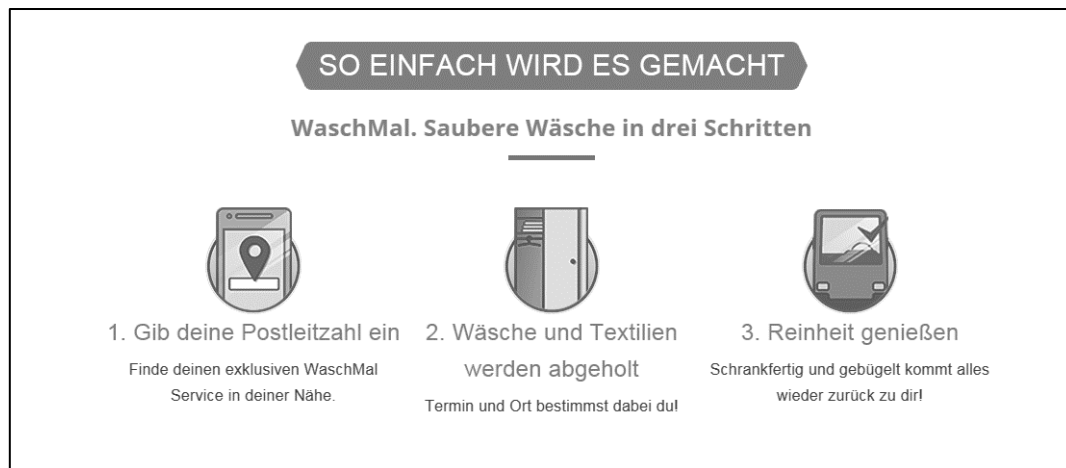 SO EINFACH WIRD ES GEMACHT
WaschMal. Saubere Wäsche in drei Schritten
1. Gib deine Postleitzahl ein
Finde deinen exklusiven WaschMal
Service in deiner Nähe.
2. Wäsche und Textilien
werden abgeholt
Termin und Ort bestimmst dabei du!
3. Reinheit genießen
Schrankfertig und gebügelt kommt alles
wieder zurück zu dir!